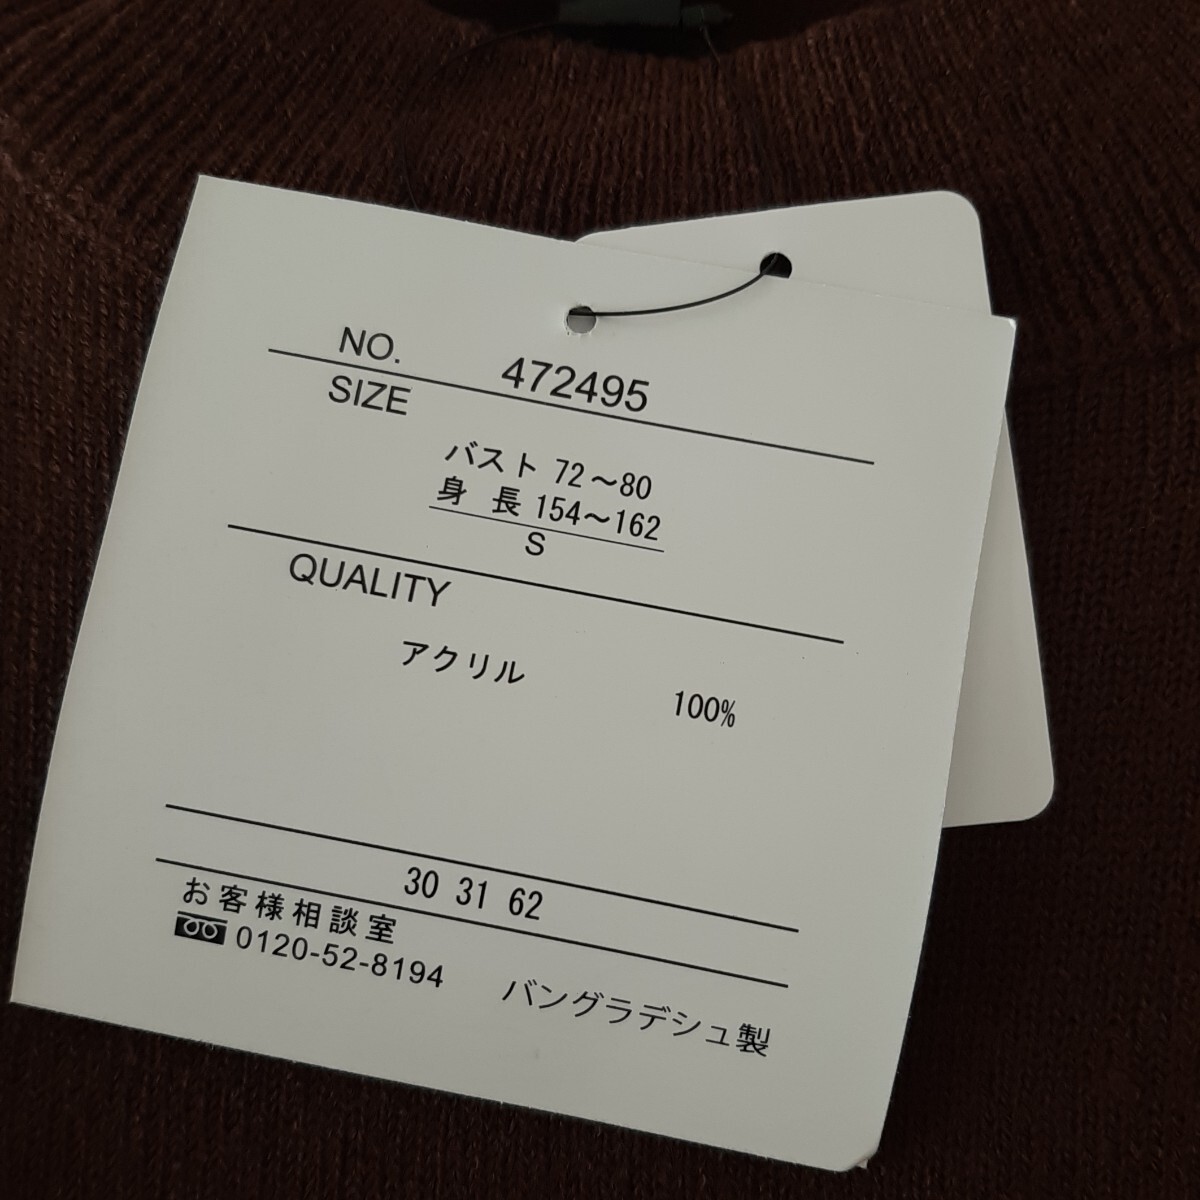 NO. 472495
SIZE
バスト 72～80
身 長 154～162
S
QUALITY
アクリル 100%
30 31 62
お客様相談室
0120-52-8194
バングラデシュ製